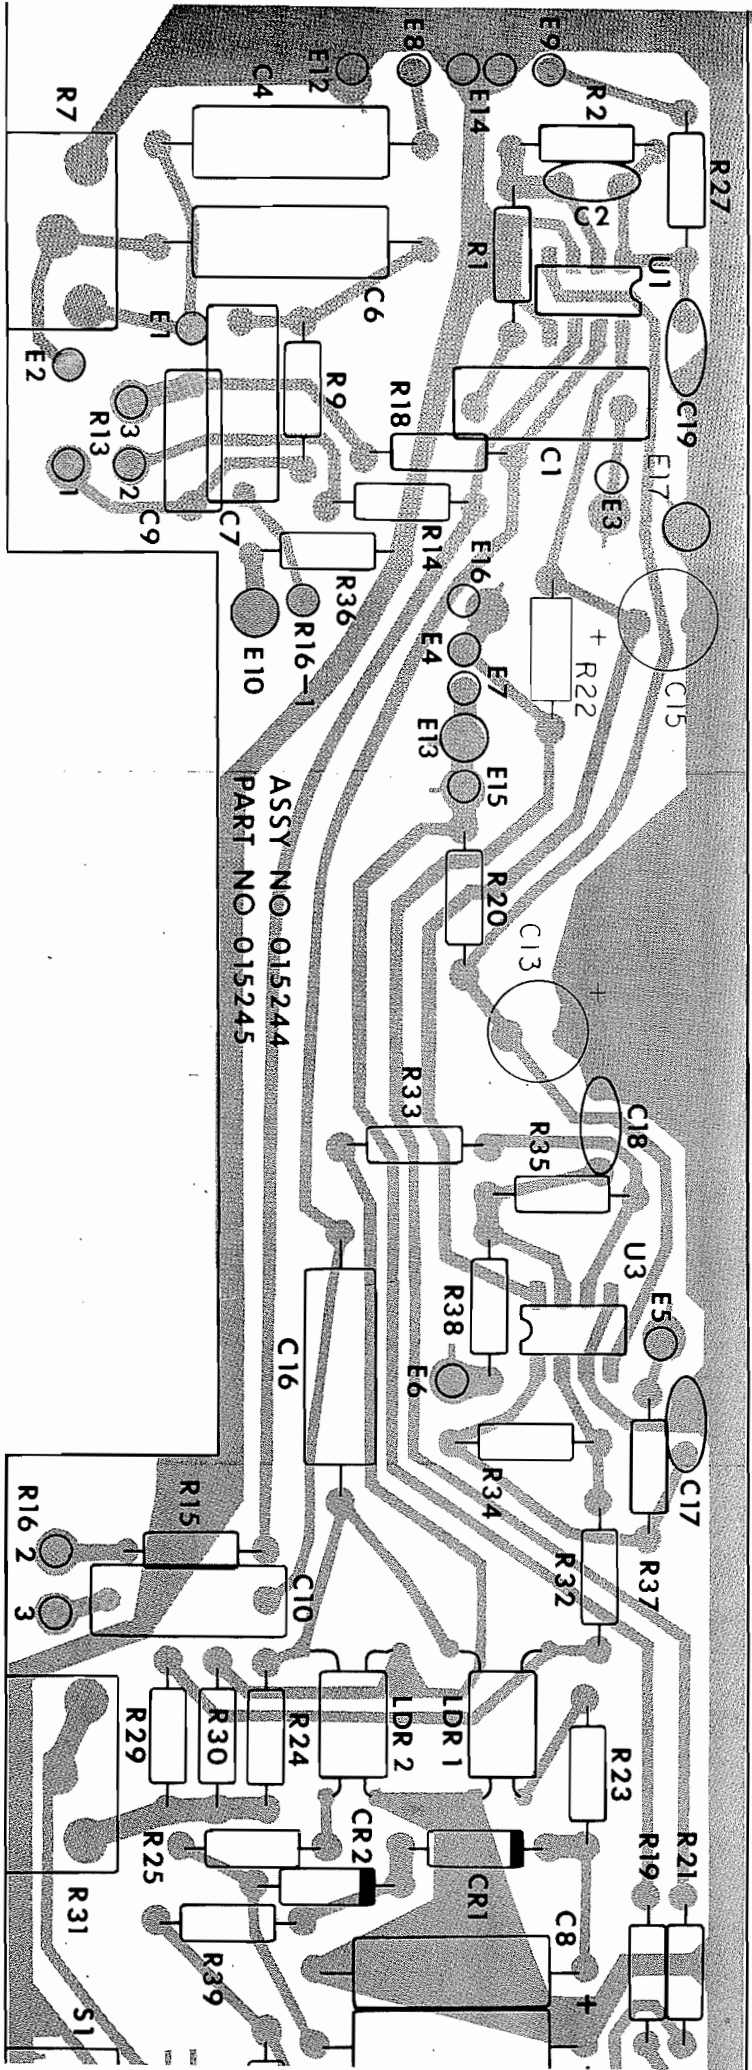 R7
C4
E12
E8
E14
E9
R2
C2
R27
R1
U1
C6
E1
E2
R9
R18
C1
C19
R13
3
2
1
E3
E17
C9
C7
R14
R36
E16
R16-1
E10
E4
E7
+
R22
C15
E13
E15
ASSY NO 015244
PART NO 015245
R20
C13
+
R33
C18
R35
U3
E5
R38
E6
C16
R34
C17
R37
R32
R16 2
3
R15
C10
R29
R30
R24
LDR 2
LDR 1
R23
R25
CR2
CR1
R19
R21
R31
R39
C8
+
S1